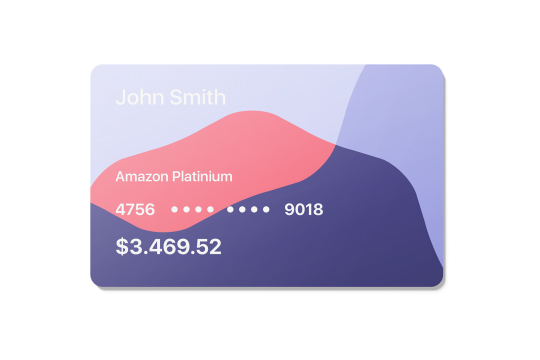 John Smith
Amazon Platinium
4756 •••• •••• 9018
$3.469.52